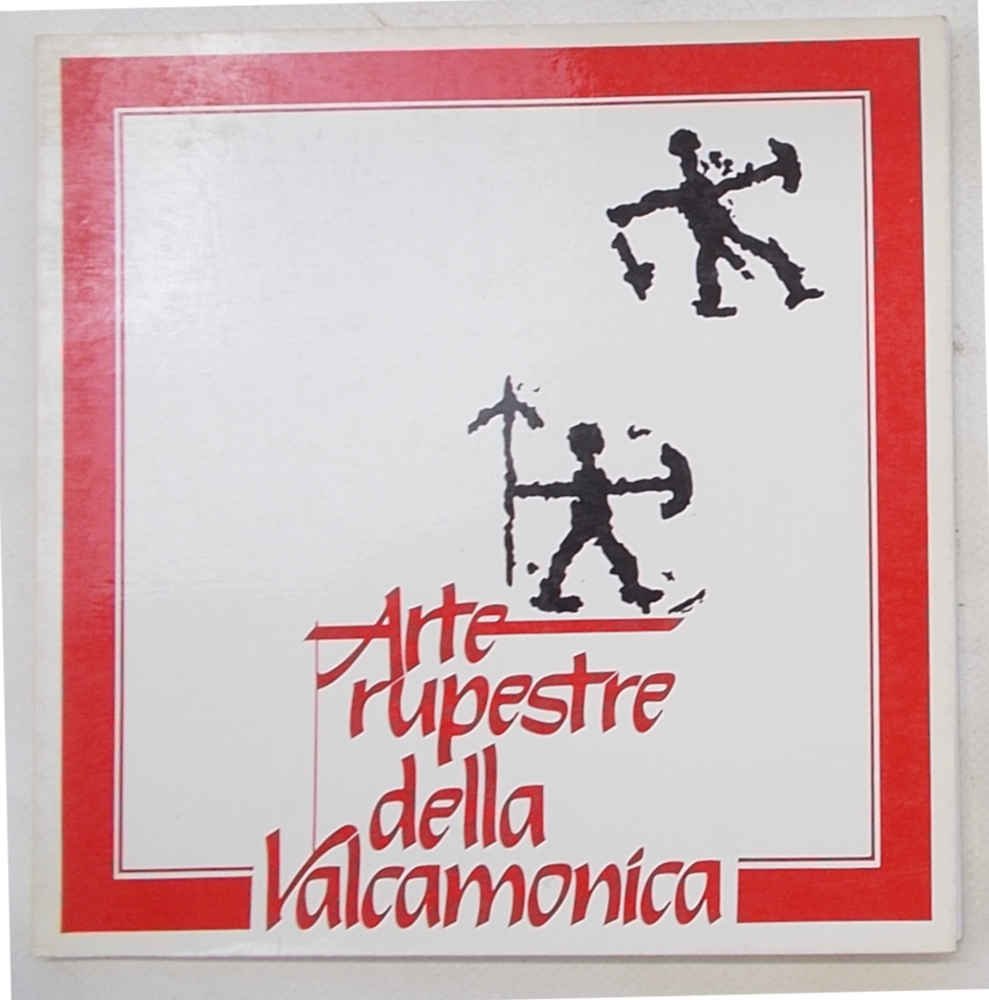 Arte
rupestre
della
Valcamonica